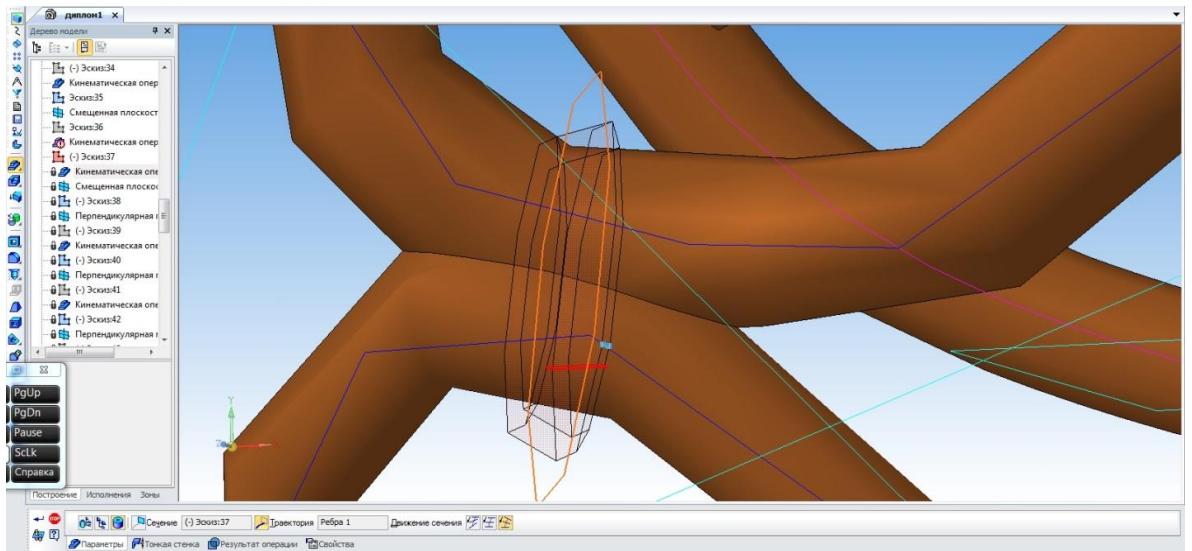 диплом1
Дерево модели
(-) Эскиз:34
Кинематическая опер
Эскиз:35
Смещенная плоскост
Эскиз:36
Кинематическая опер
(-) Эскиз:37
Кинематическая опе
Смещенная плоскос
(-) Эскиз:38
Перпендикулярная п
(-) Эскиз:39
Кинематическая опе
(-) Эскиз:40
Перпендикулярная п
(-) Эскиз:41
Кинематическая опе
(-) Эскиз:42
Перпендикулярная п
PgUp
PgDn
Pause
ScLk
Справка
Y
Z
Построение Исполнения Зоны
Сечение (-) Эскиз:37 Траектория Ребра 1 Движение сечения
Параметры Тонкая стенка Результат операции Свойства